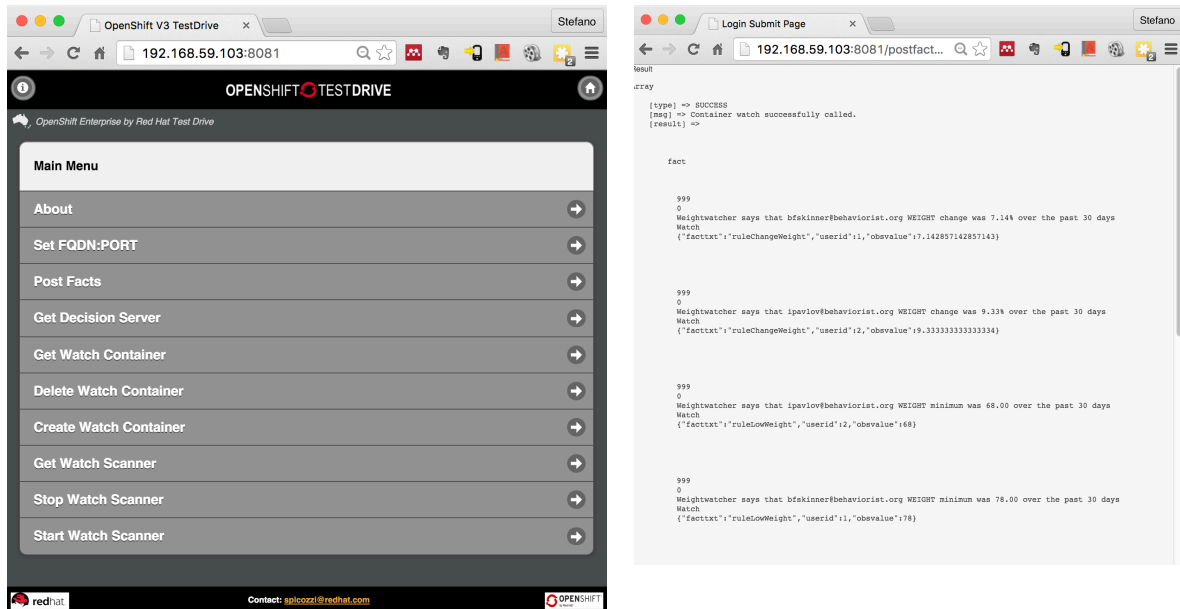 OpenShift V3 TestDrive
Stefano
192.168.59.103:8081
2
OPENSHIFT TESTDRIVE
OpenShift Enterprise by Red Hat Test Drive
Main Menu
About
Set FQDN:PORT
Post Facts
Get Decision Server
Get Watch Container
Delete Watch Container
Create Watch Container
Get Watch Scanner
Stop Watch Scanner
Start Watch Scanner
redhat.
Contact: spicozzi@redhat.com
OPENSHIFT
Login Submit Page
Stefano
192.168.59.103:8081/postfact...
2
Result
Array
[type] => SUCCESS
[msg] => Container watch successfully called.
[result] =>
fact
999
0
Weightwatcher says that bfskinner@behaviorist.org WEIGHT change was 7.14% over the past 30 days
Watch
{"facttxt":"ruleChangeWeight","userid":1,"obsvalue":7.142857142857143}
999
0
Weightwatcher says that ipavlov@behaviorist.org WEIGHT change was 9.33% over the past 30 days
Watch
{"facttxt":"ruleChangeWeight","userid":2,"obsvalue":9.333333333333334}
999
0
Weightwatcher says that ipavlov@behaviorist.org WEIGHT minimum was 68.00 over the past 30 days
Watch
{"facttxt":"ruleLowWeight","userid":2,"obsvalue":68}
999
0
Weightwatcher says that bfskinner@behaviorist.org WEIGHT minimum was 78.00 over the past 30 days
Watch
{"facttxt":"ruleLowWeight","userid":1,"obsvalue":78}